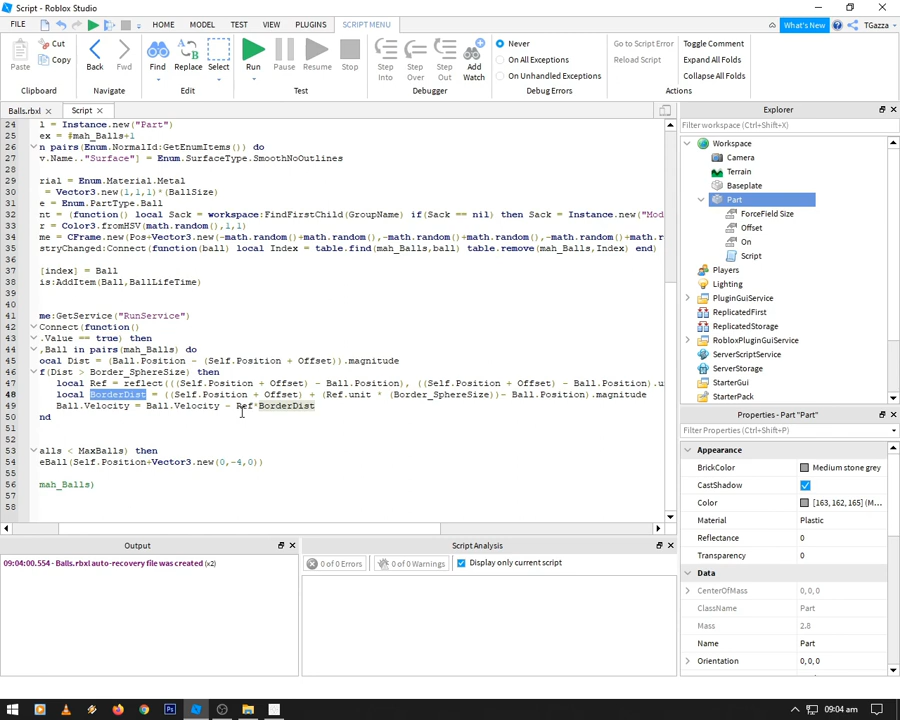 Script - Roblox Studio
FILE HOME MODEL TEST VIEW PLUGINS SCRIPT MENU What's New TGazza
Paste Cut Copy Back Fwd Find Replace Select Run Pause Resume Stop Step Into Step Over Step Out Add Watch Never On All Exceptions On Unhandled Exceptions Go to Script Error Reload Script Toggle Comment Expand All Folds Collapse All Folds
Clipboard Navigate Edit Test Debugger Debug Errors Actions
Balls.rbxl Script
24 l = Instance.new("Part")
25 ex = #mah_Balls+1
26 n pairs(Enum.NormalId:GetEnumItems()) do
27 v.Name.."Surface"] = Enum.SurfaceType.SmoothNoOutlines
28
29 rial = Enum.Material.Metal
30 = Vector3.new(1,1,1)*(BallSize)
31 e = Enum.PartType.Ball
32 nt = (function() local Sack = workspace:FindFirstChild(GroupName) if(Sack == nil) then Sack = Instance.new("Mod
33 r = Color3.fromHSV(math.random(),1,1)
34 me = CFrame.new(Pos+Vector3.new(-math.random()+math.random(),-math.random()+math.random(),-math.random()+math.r
35 stryChanged:Connect(function(ball) local Index = table.find(mah_Balls,ball) table.remove(mah_Balls,Index) end)
36
37 [index] = Ball
38 is:AddItem(Ball,BallLifeTime)
39
40
41 me:GetService("RunService")
42 Connect(function()
43 .Value == true) then
44 ,Ball in pairs(mah_Balls) do
45 ocal Dist = (Ball.Position - (Self.Position + Offset)).magnitude
46 f(Dist > Border_SphereSize) then
47 local Ref = reflect(((Self.Position + Offset) - Ball.Position), ((Self.Position + Offset) - Ball.Position).u
48 local BorderDist = ((Self.Position + Offset) + (Ref.unit * (Border_SphereSize))- Ball.Position).magnitude
49 Ball.Velocity = Ball.Velocity - Ref*BorderDist
50 nd
51
52
53 alls < MaxBalls) then
54 eBall(Self.Position+Vector3.new(0,-4,0))
55
56 mah_Balls)
57
58
Explorer
Filter workspace (Ctrl+Shift+X)
Workspace
Camera
Terrain
Baseplate
Part
ForceField Size
Offset
On
Script
Players
Lighting
PluginGuiService
ReplicatedFirst
ReplicatedStorage
RobloxPluginGuiService
ServerScriptService
ServerStorage
StarterGui
StarterPack
Properties - Part "Part"
Filter Properties (Ctrl+Shift+P)
Appearance
BrickColor Medium stone grey
CastShadow
Color [163, 162, 165] (M...
Material Plastic
Reflectance 0
Transparency 0
Data
CenterOfMass 0, 0, 0
ClassName Part
Mass 2.8
Name Part
Orientation 0, 0, 0
Output
09:04:00.554 - Balls.rbxl auto-recovery file was created (x2)
Script Analysis
0 of 0 Errors 0 of 0 Warnings Display only current script
09:04 am